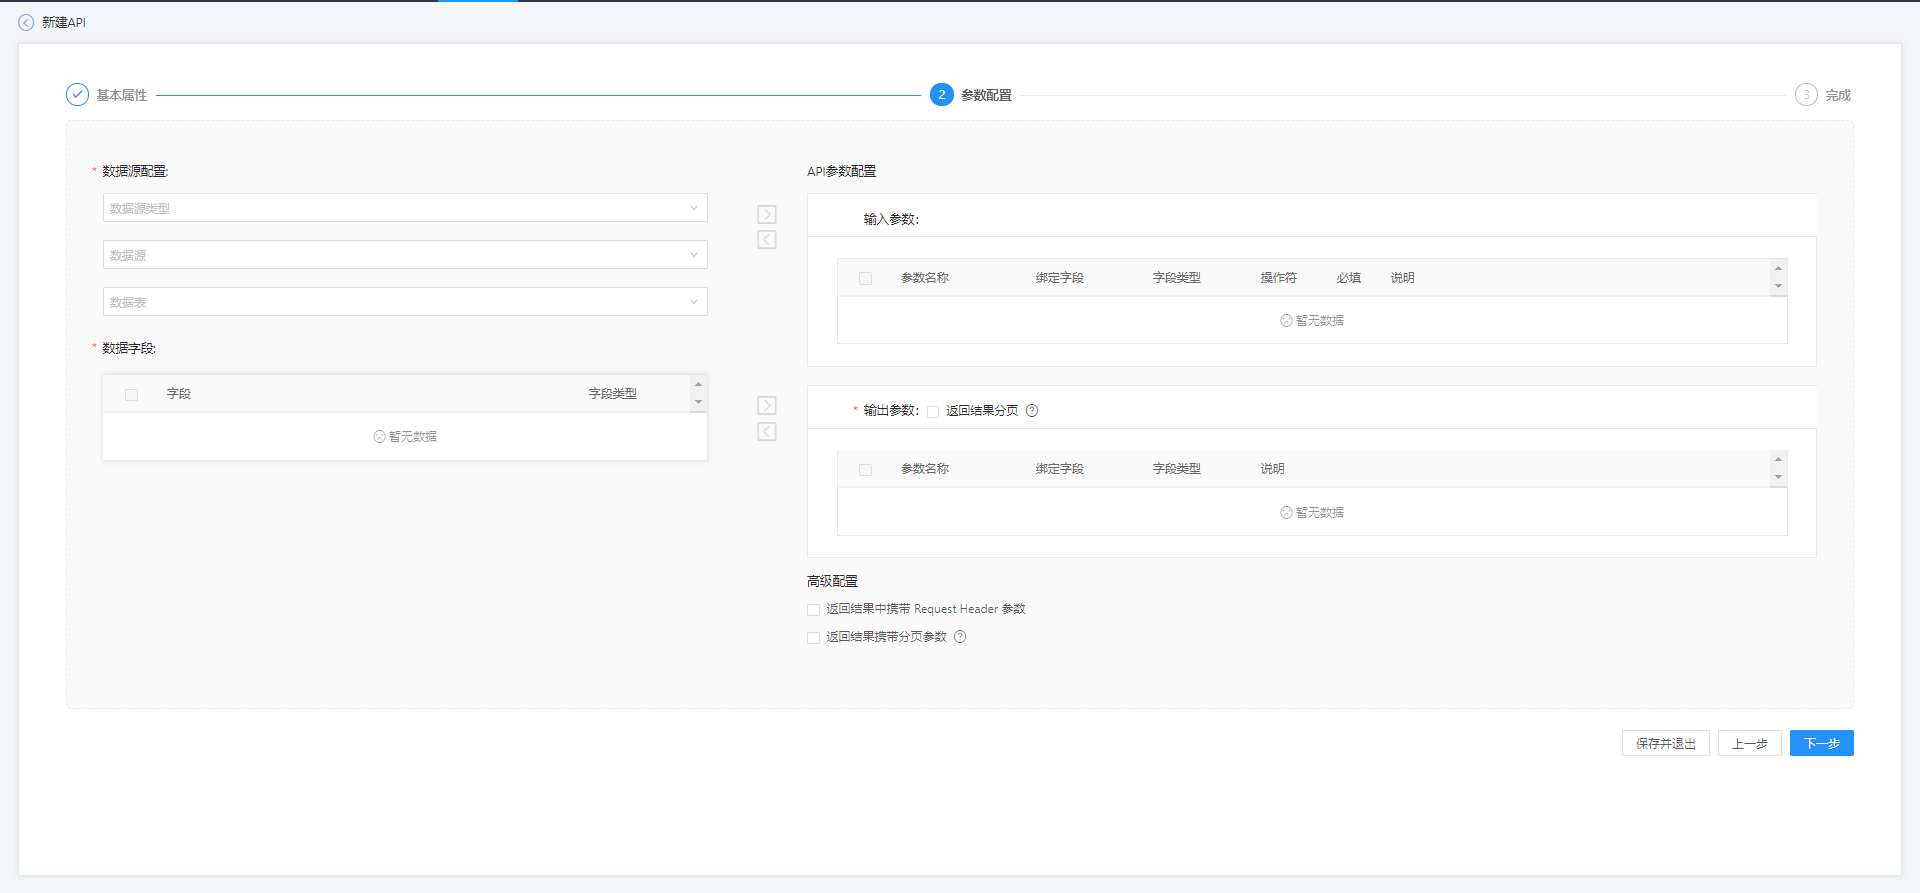 新建API
基本属性
2 参数配置
3 完成
* 数据源配置:
数据源类型
数据源
数据表
* 数据字段:
字段 字段类型
暂无数据
API参数配置
输入参数:
参数名称 绑定字段 字段类型 操作符 必填 说明
暂无数据
* 输出参数: 返回结果分页 ?
参数名称 绑定字段 字段类型 说明
暂无数据
高级配置
返回结果中携带 Request Header 参数
返回结果携带分页参数 ?
保存并退出 上一步 下一步